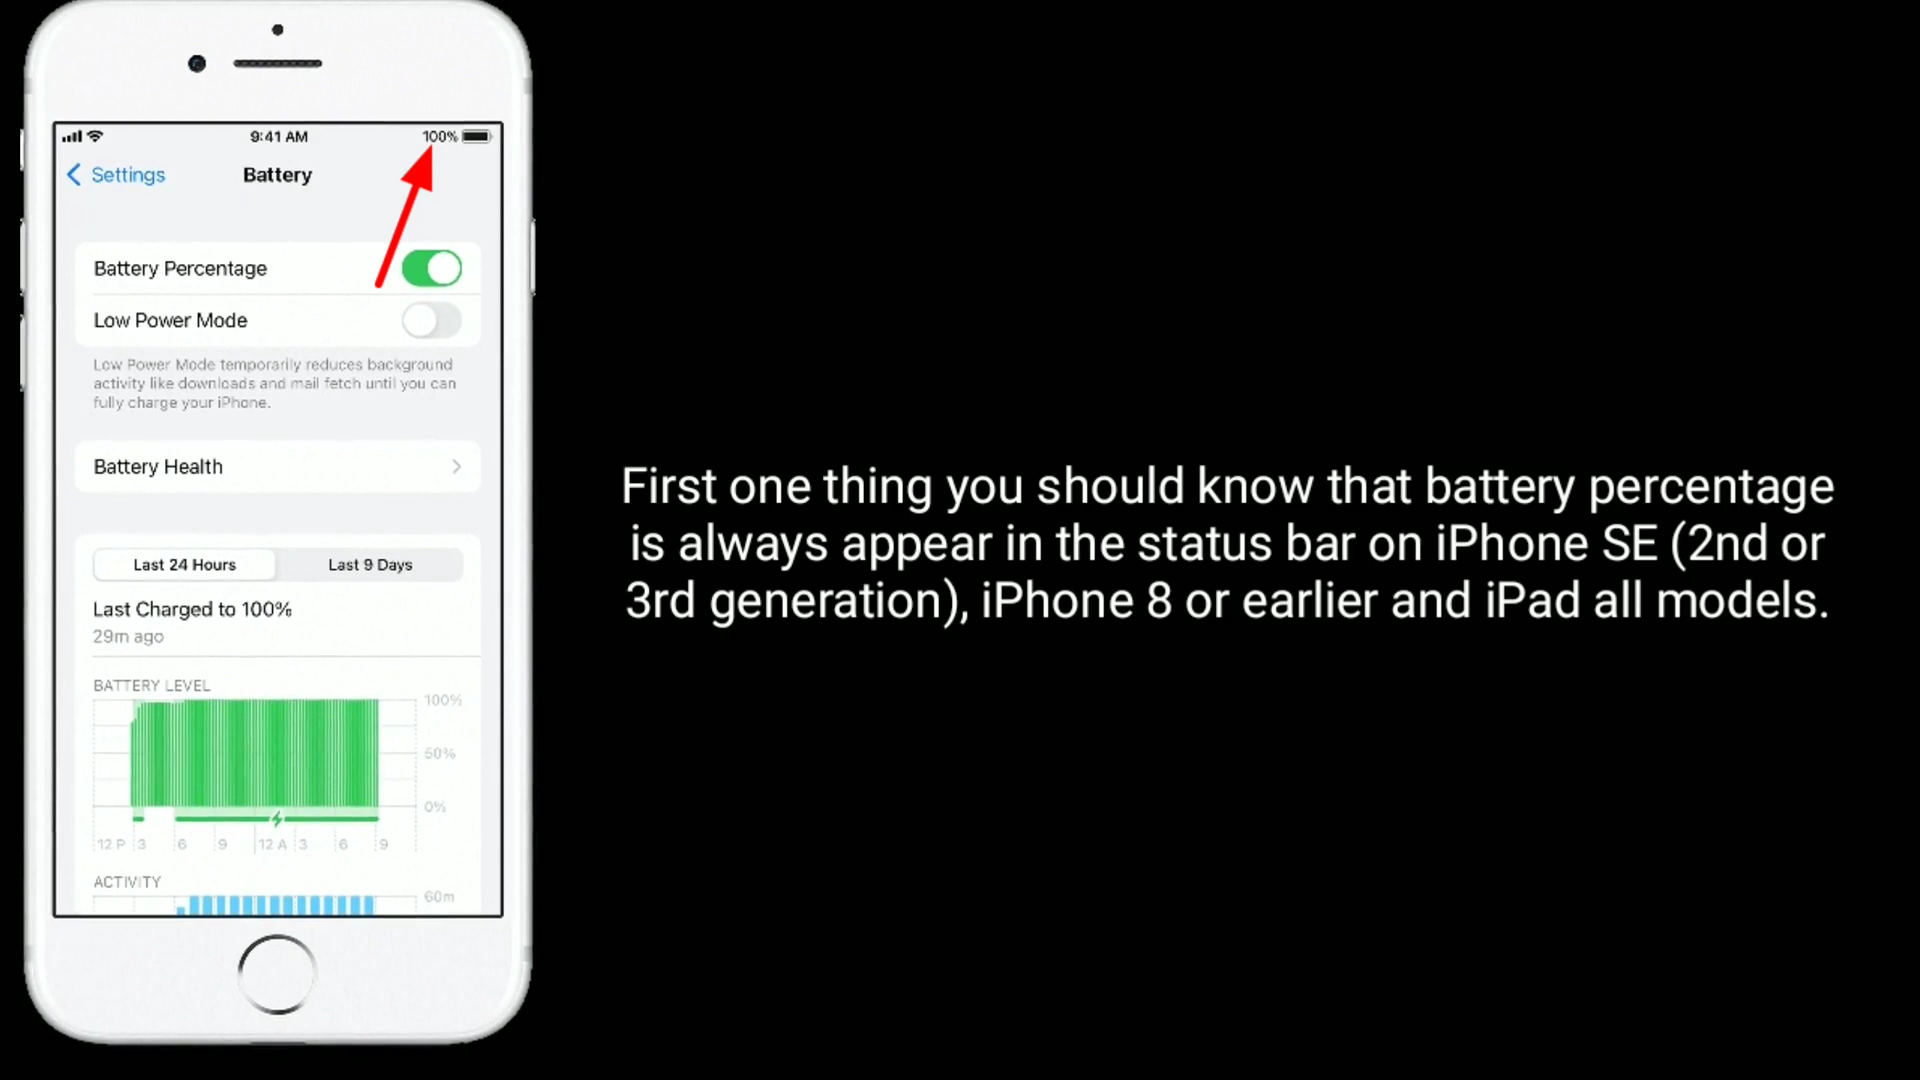 9:41 AM
100%
Settings
Battery
Battery Percentage
Low Power Mode
Low Power Mode temporarily reduces background
activity like downloads and mail fetch until you can
fully charge your iPhone.
Battery Health
Last 24 Hours
Last 9 Days
Last Charged to 100%
29m ago
BATTERY LEVEL
100%
50%
0%
12 P 3 6 9 12 A 3 6 9
ACTIVITY
60m
First one thing you should know that battery percentage
is always appear in the status bar on iPhone SE (2nd or
3rd generation), iPhone 8 or earlier and iPad all models.